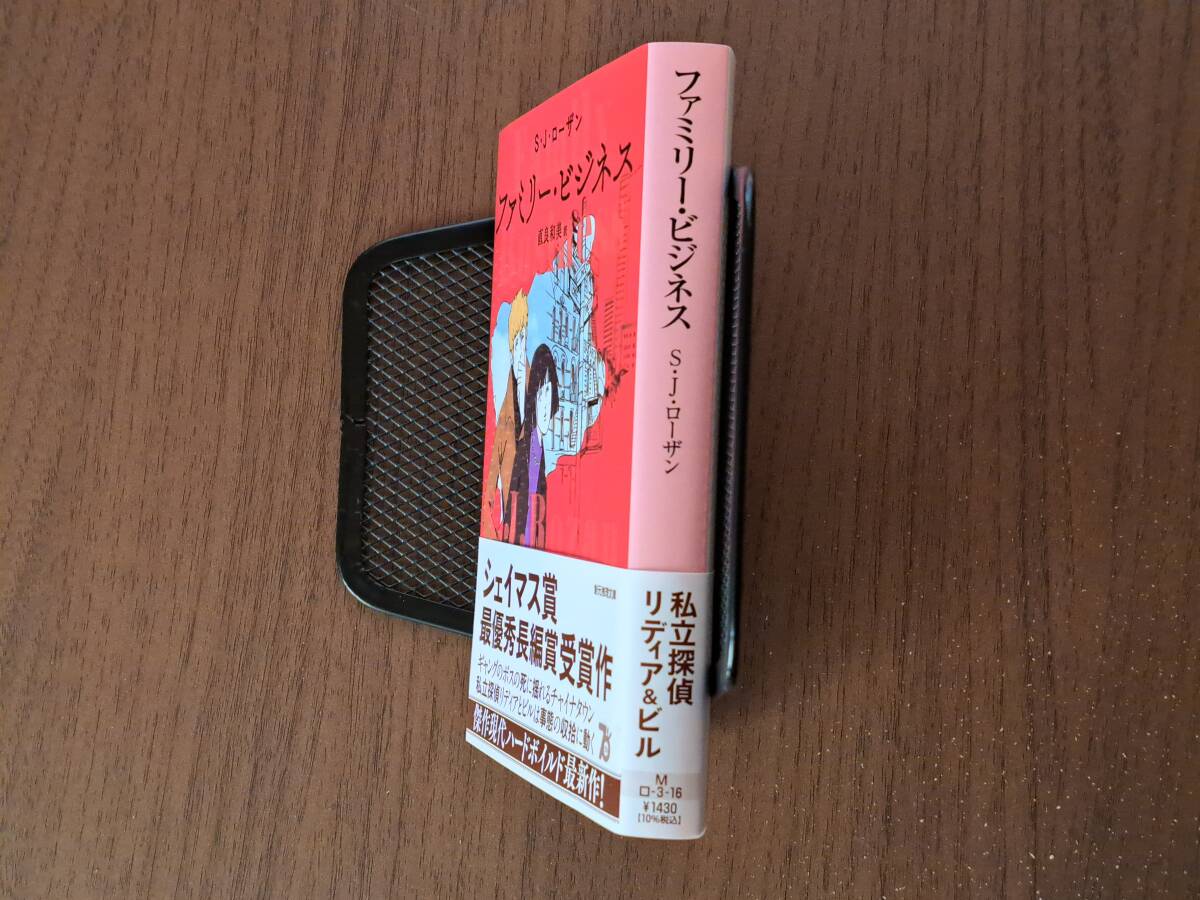 S・J・ローザン
ファミリー・ビジネス
直良和美 訳
創元推理文庫
シェイマス賞
最優秀長編賞受賞作
ギャングのボスの死に揺れるチャイナタウン
私立探偵リディアとビルは事態の収拾に動く
傑作現代ハードボイルド最新作!
ファミリー・ビジネス
S・J・ローザン
私立探偵
リディア&ビル
M
ロ-3-16
¥1430
[10%税込]